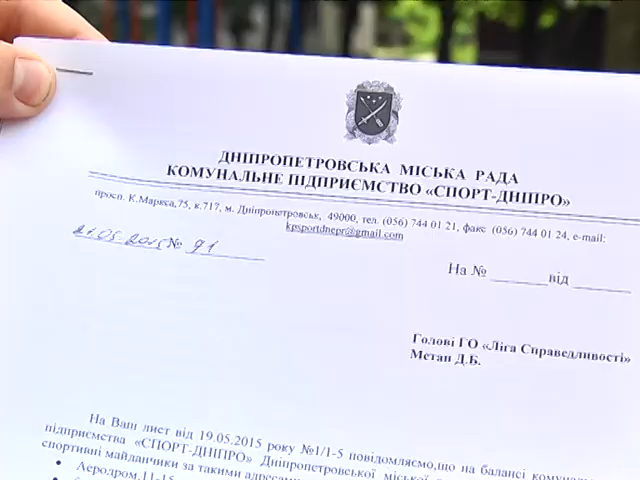 ДНІПРОПЕТРОВСЬКА МІСЬКА РАДА
КОМУНАЛЬНЕ ПІДПРИЄМСТВО «СПОРТ-ДНІПРО»
просп. К.Маркса,75, к.717, м. Дніпропетровськ, 49000, тел. (056) 744 01 21, факс (056) 744 01 24, e-mail:
kpsportdnepr@gmail.com
21.05.2015 № 91
На № ______ від ______
Голові ГО «Ліга Справедливості»
Метап Д.Б.
На Ваш лист від 19.05.2015 року №1/1-5 повідомляємо,що на балансі комуналь
підприємства «СПОРТ-ДНІПРО» Дніпропетровської міської
спортивні майданчики за такими адресами
• Аеродром,11-15